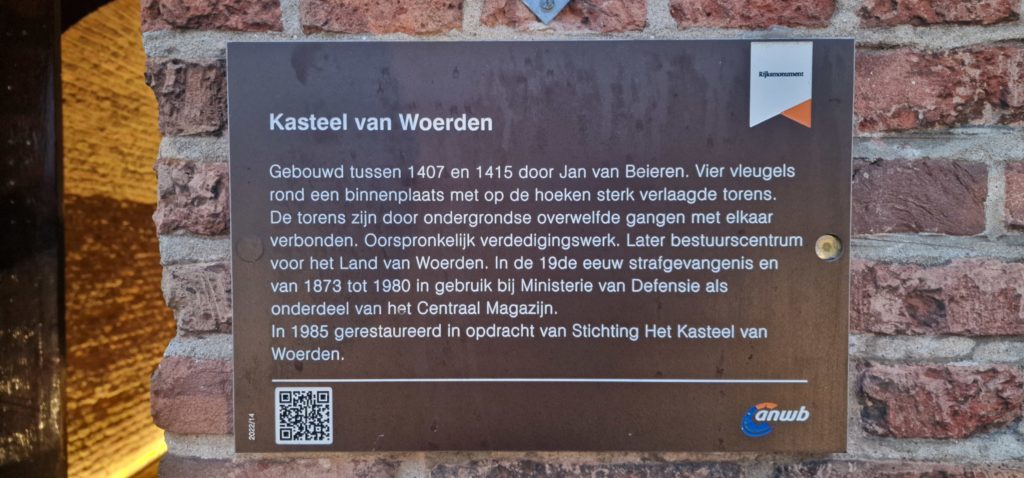 Rijksmonument
Kasteel van Woerden
Gebouwd tussen 1407 en 1415 door Jan van Beieren. Vier vleugels
rond een binnenplaats met op de hoeken sterk verlaagde torens.
De torens zijn door ondergrondse overwelfde gangen met elkaar
verbonden. Oorspronkelijk verdedigingswerk. Later bestuurscentrum
voor het Land van Woerden. In de 19de eeuw strafgevangenis en
van 1873 tot 1980 in gebruik bij Ministerie van Defensie als
onderdeel van het Centraal Magazijn.
In 1985 gerestaureerd in opdracht van Stichting Het Kasteel van
Woerden.
2022/14
anwb